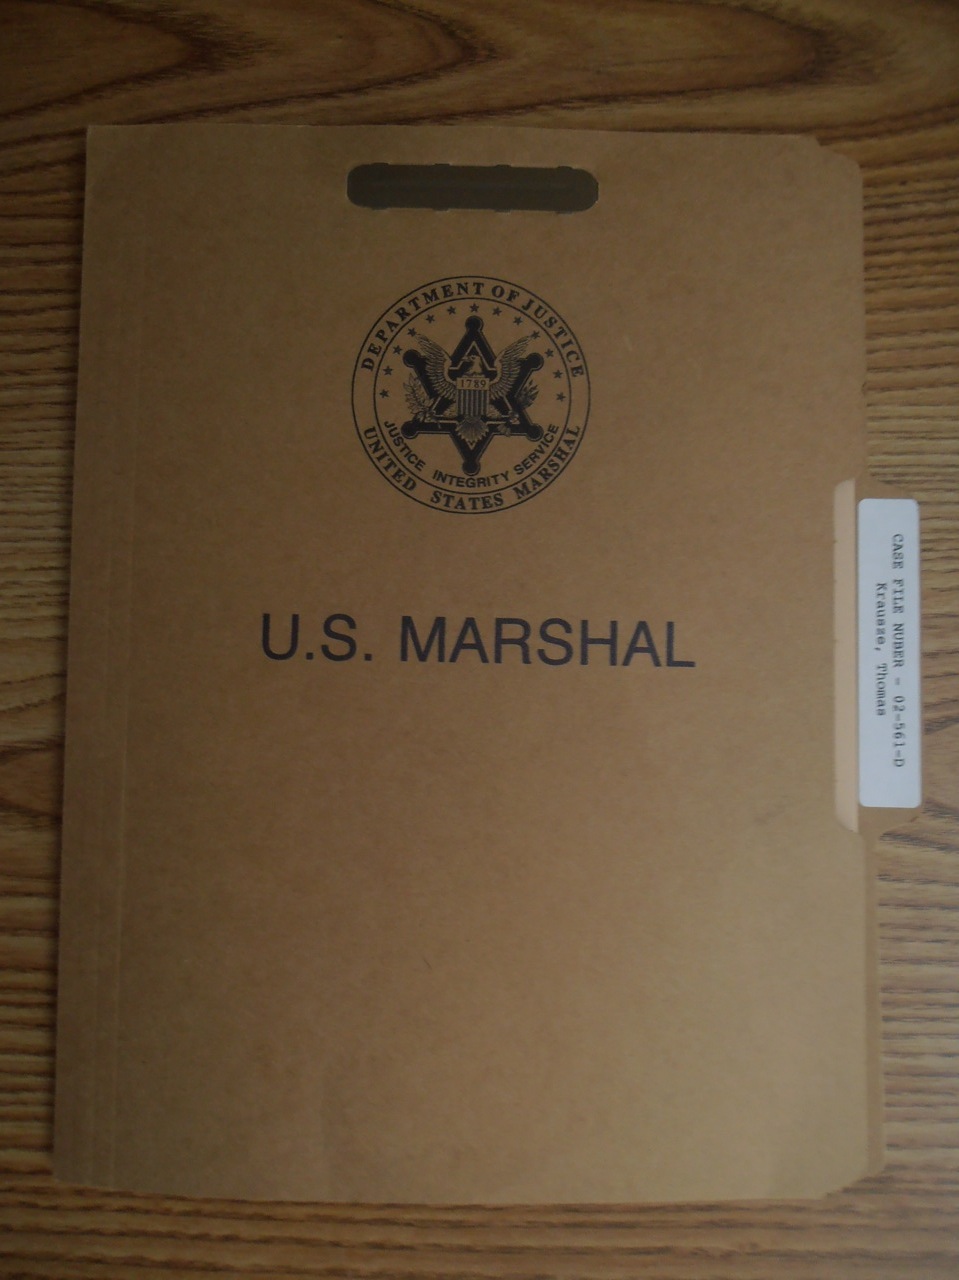 DEPARTMENT OF JUSTICE
1789
JUSTICE INTEGRITY SERVICE
UNITED STATES MARSHAL
U.S. MARSHAL
CASE FILE NUBER - 02-561-D
Krausze, Thomas